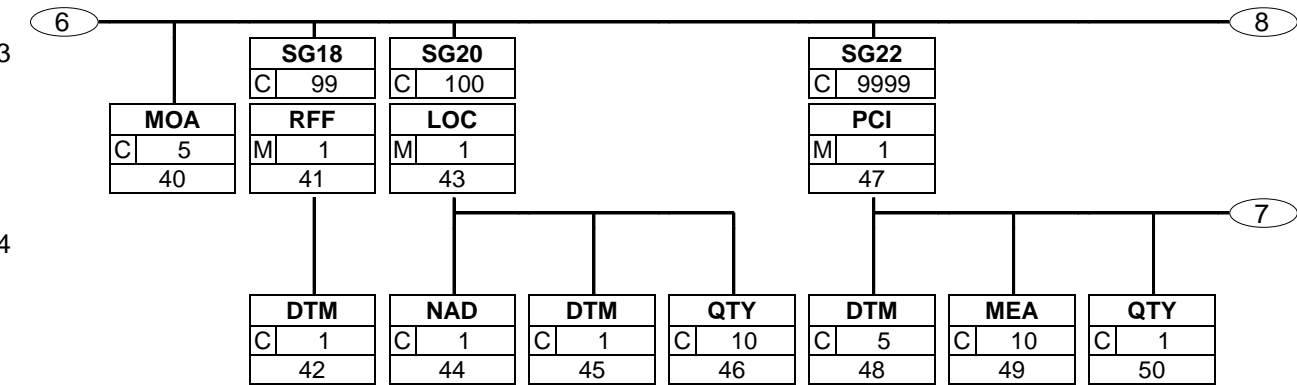 6 8
3
SG18 SG20 SG22
C 99 C 100 C 9999
MOA RFF LOC PCI
C 5 M 1 M 1 M 1
40 41 43 47
7
4
DTM NAD DTM QTY DTM MEA QTY
C 1 C 1 C 1 C 10 C 5 C 10 C 1
42 44 45 46 48 49 50